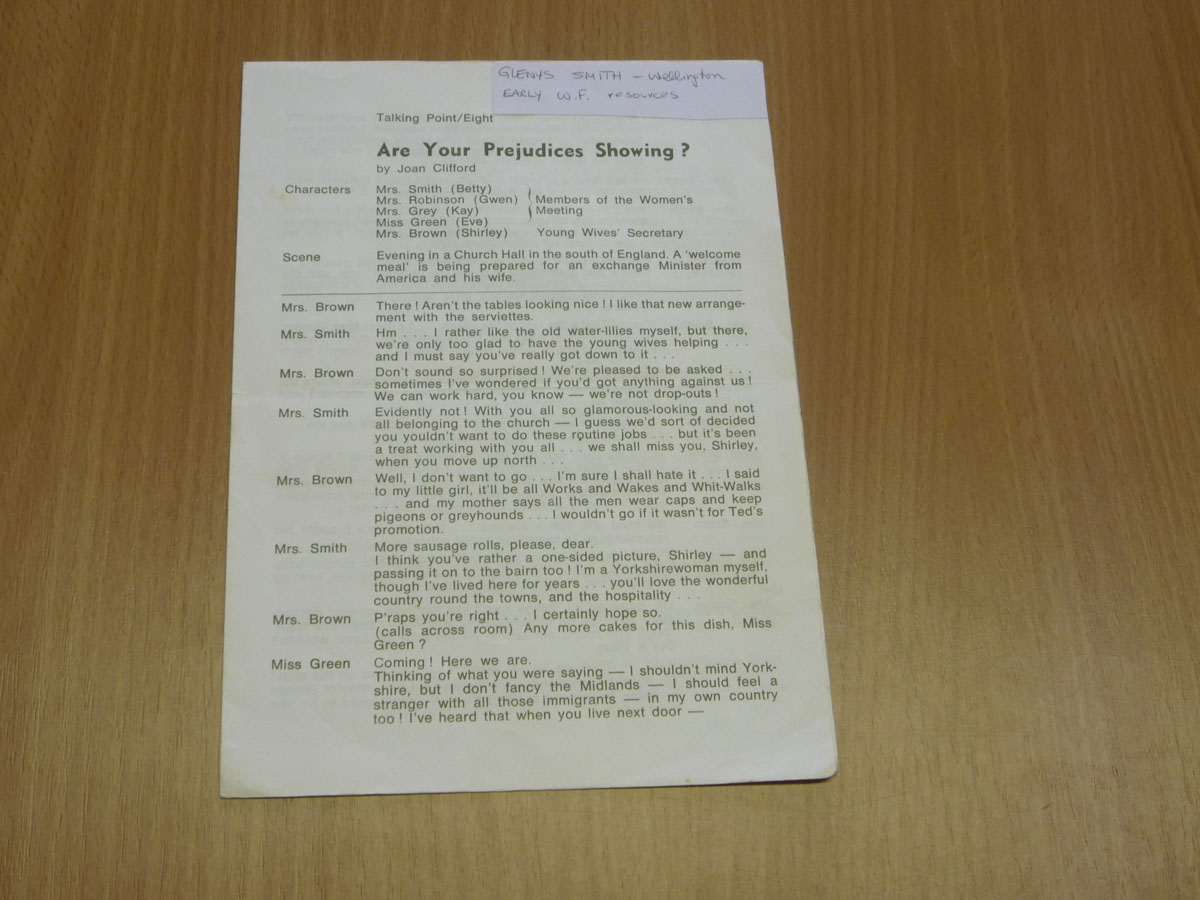 GLENYS SMITH - Wellington
EARLY W.F. resources
Talking Point/Eight
Are Your Prejudices Showing ?
by Joan Clifford
Characters Mrs. Smith (Betty)
Mrs. Robinson (Gwen) Members of the Women's
Mrs. Grey (Kay) Meeting
Miss Green (Eve)
Mrs. Brown (Shirley) Young Wives' Secretary
Scene Evening in a Church Hall in the south of England. A 'welcome
meal' is being prepared for an exchange Minister from
America and his wife.
Mrs. Brown There ! Aren't the tables looking nice ! I like that new arrange-
ment with the serviettes.
Mrs. Smith Hm . . . I rather like the old water-lilies myself, but there,
we're only too glad to have the young wives helping . . .
and I must say you've really got down to it . . .
Mrs. Brown Don't sound so surprised ! We're pleased to be asked . . .
sometimes I've wondered if you'd got anything against us !
We can work hard, you know — we're not drop-outs !
Mrs. Smith Evidently not ! With you all so glamorous-looking and not
all belonging to the church — I guess we'd sort of decided
you youldn't want to do these routine jobs . . . but it's been
a treat working with you all . . . we shall miss you, Shirley,
when you move up north . . .
Mrs. Brown Well, I don't want to go . . . I'm sure I shall hate it . . . I said
to my little girl, it'll be all Works and Wakes and Whit-Walks
. . . and my mother says all the men wear caps and keep
pigeons or greyhounds . . . I wouldn't go if it wasn't for Ted's
promotion.
Mrs. Smith More sausage rolls, please, dear.
I think you've rather a one-sided picture, Shirley — and
passing it on to the bairn too ! I'm a Yorkshirewoman myself,
though I've lived here for years . . . you'll love the wonderful
country round the towns, and the hospitality . . .
Mrs. Brown P'raps you're right . . . I certainly hope so.
(calls across room) Any more cakes for this dish, Miss
Green ?
Miss Green Coming ! Here we are.
Thinking of what you were saying — I shouldn't mind York-
shire, but I don't fancy the Midlands — I should feel a
stranger with all those immigrants — in my own country
too ! I've heard that when you live next door —